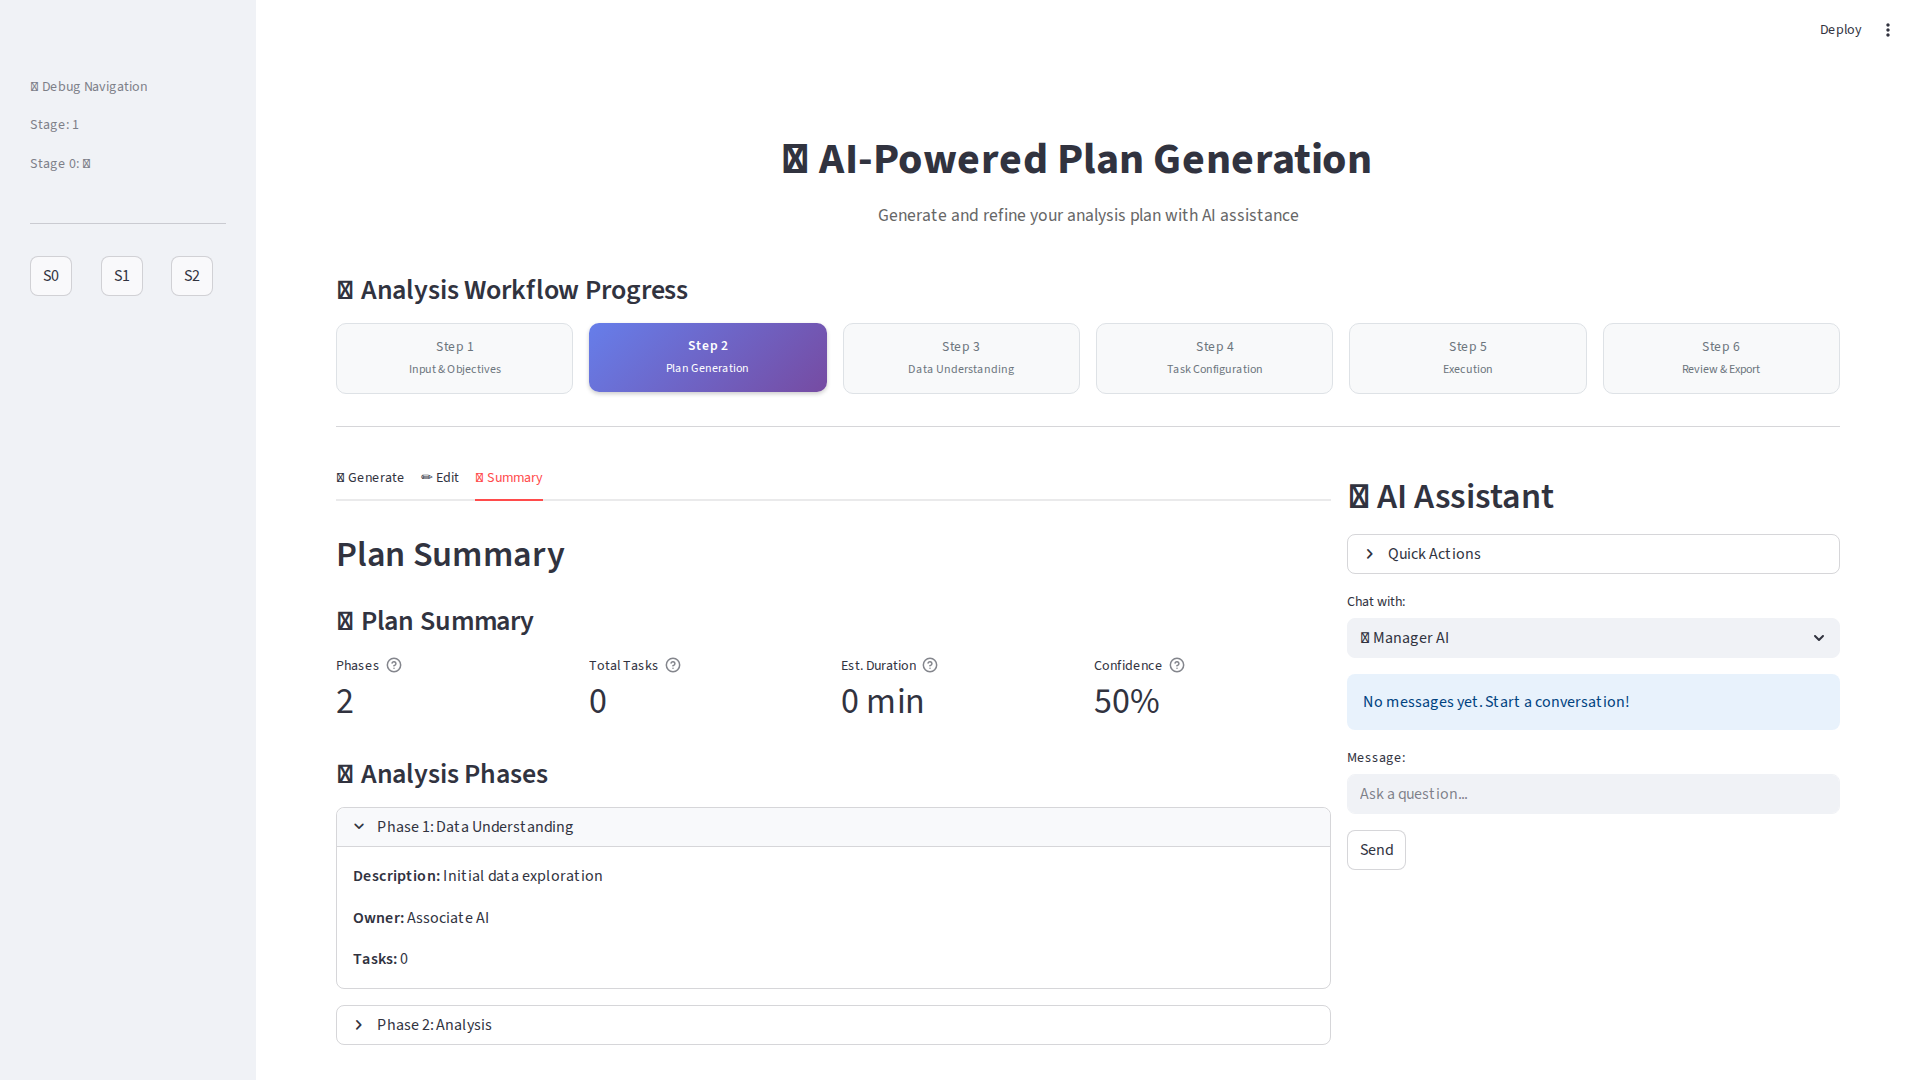 Deploy
Debug Navigation
Stage: 1
Stage 0:
S0
S1
S2
AI-Powered Plan Generation
Generate and refine your analysis plan with AI assistance
Analysis Workflow Progress
Step 1
Input & Objectives
Step 2
Plan Generation
Step 3
Data Understanding
Step 4
Task Configuration
Step 5
Execution
Step 6
Review & Export
Generate
✏ Edit
Summary
Plan Summary
Plan Summary
Phases
2
Total Tasks
0
Est. Duration
0 min
Confidence
50%
Analysis Phases
Phase 1: Data Understanding
Description: Initial data exploration
Owner: Associate AI
Tasks: 0
Phase 2: Analysis
AI Assistant
Quick Actions
Chat with:
Manager AI
No messages yet. Start a conversation!
Message:
Ask a question...
Send